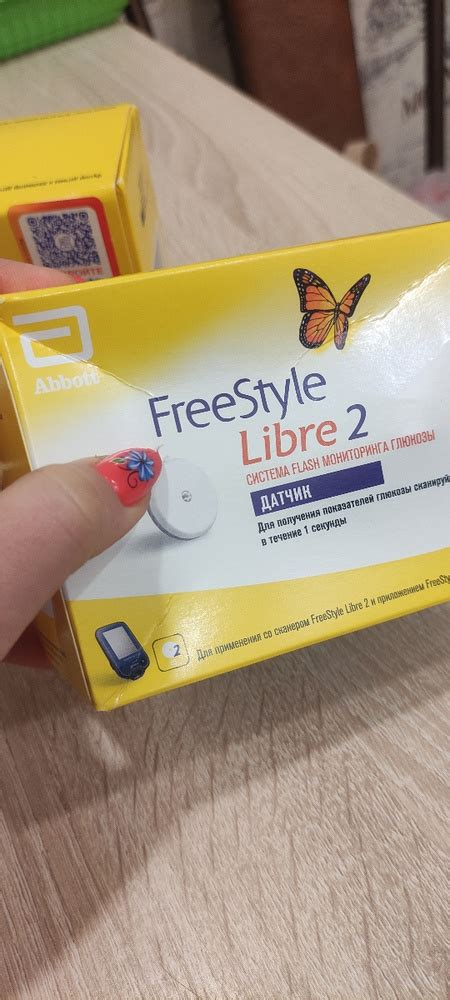 Abbott
FreeStyle
Libre 2
СИСТЕМА FLASH МОНИТОРИНГА ГЛЮКОЗЫ
ДАТЧИК
Для получения показателей глюкозы сканируй
в течение 1 секунды
2
Для применения со сканером FreeStyle Libre 2 и приложением FreeSty